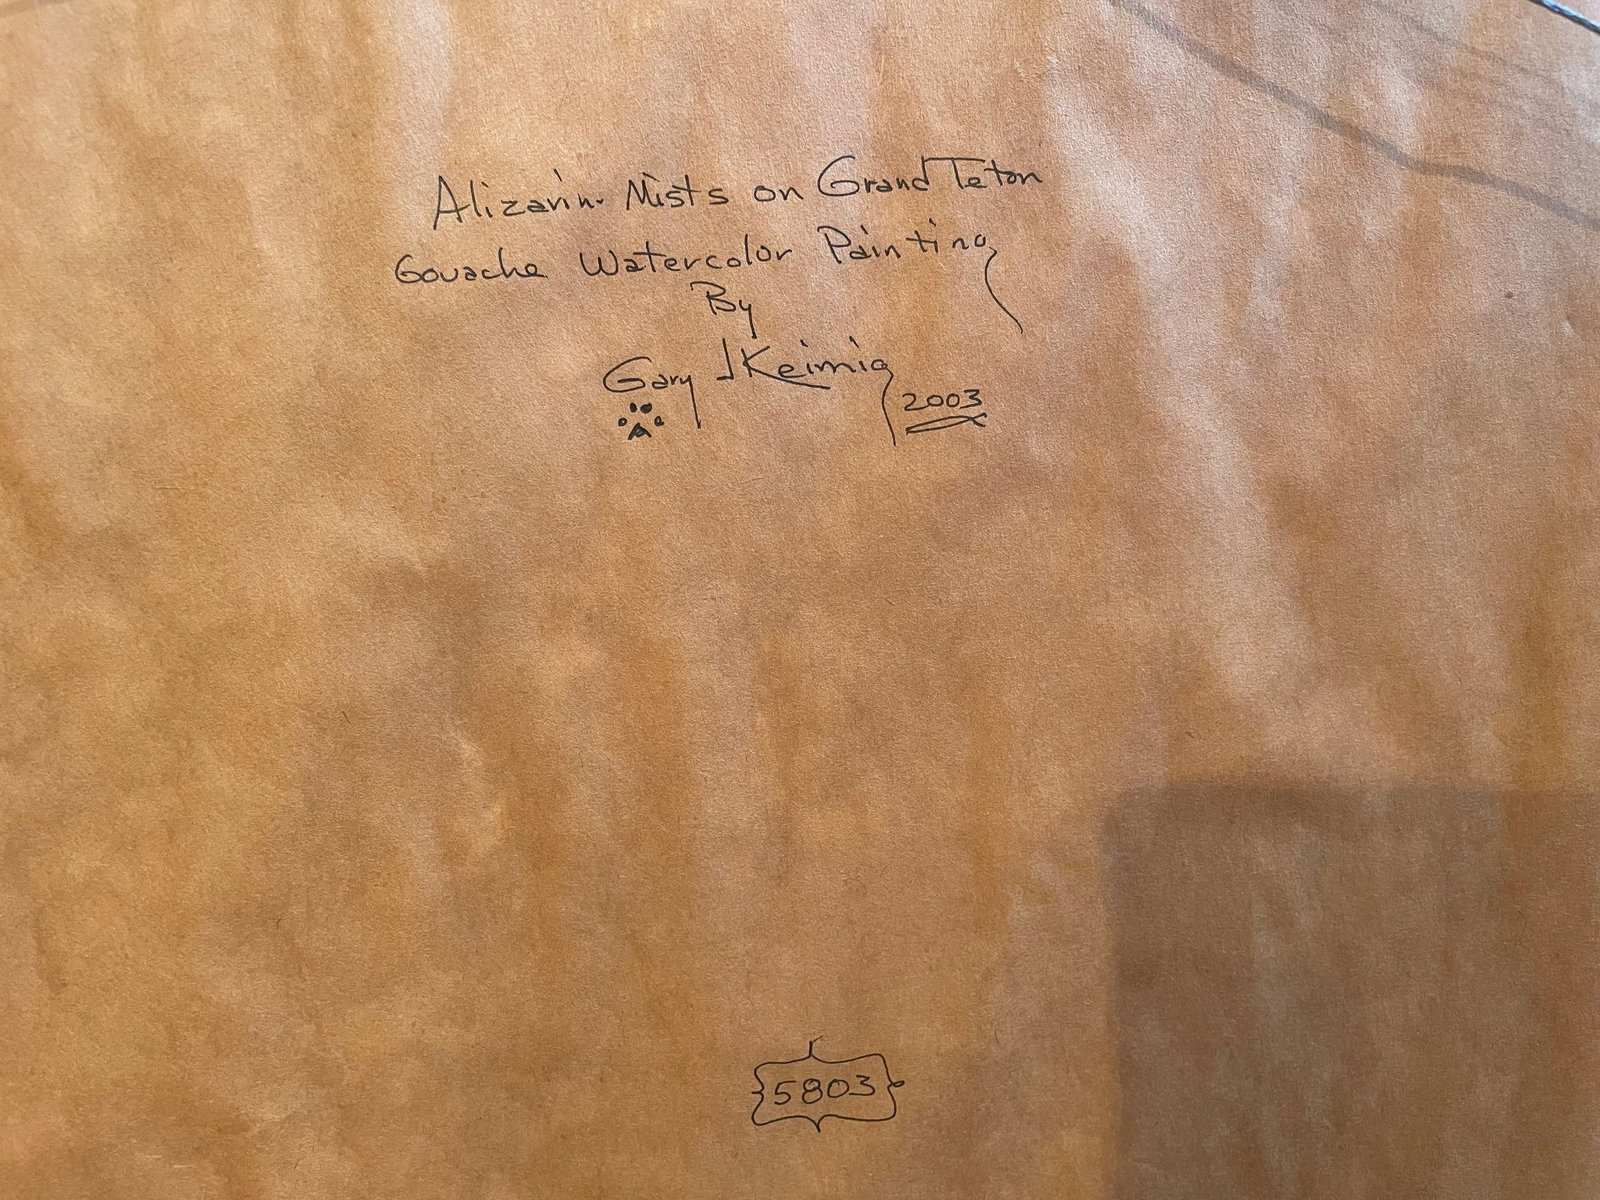 Alizarin Mists on Grand Teton
Gouache Watercolor Painting
By
Gary J Keimig
2003
5803